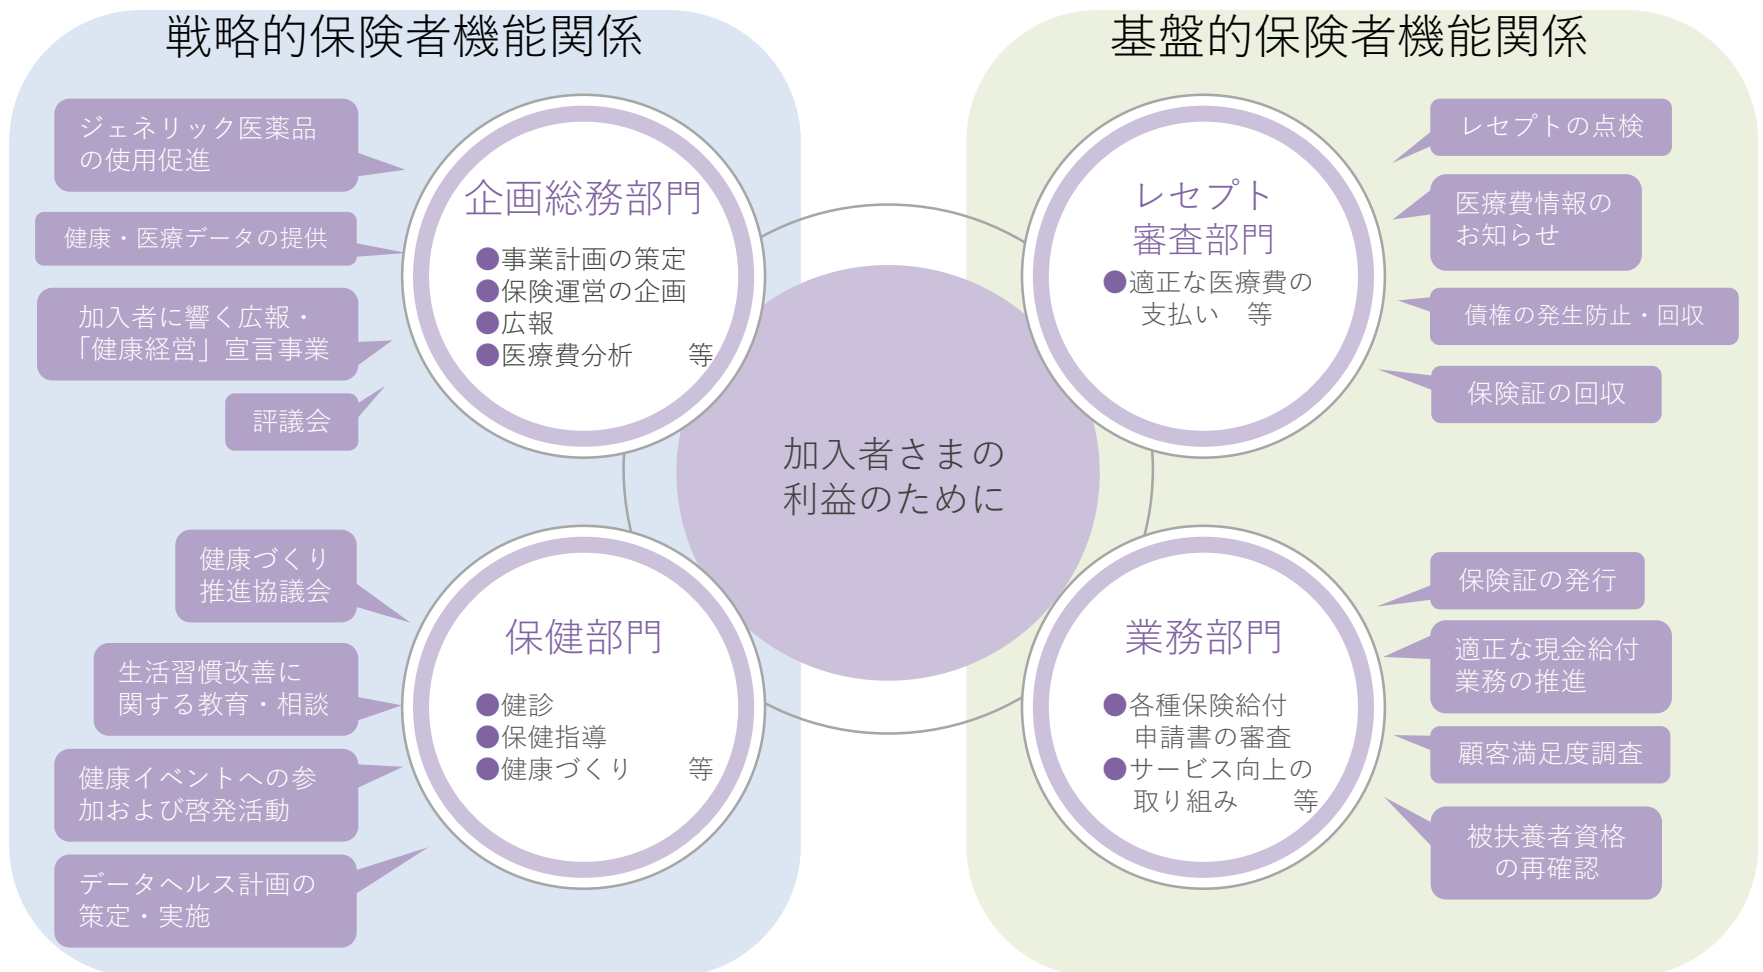 戦略的保険者機能関係
ジェネリック医薬品
の使用促進
健康・医療データの提供
加入者に響く広報・
「健康経営」宣言事業
評議会
企画総務部門
●事業計画の策定
●保険運営の企画
●広報
●医療費分析　　等
健康づくり
推進協議会
生活習慣改善に
関する教育・相談
健康イベントへの参
加および啓発活動
データヘルス計画の
策定・実施
保健部門
●健診
●保健指導
●健康づくり　　等
加入者さまの
利益のために
基盤的保険者機能関係
レセプト
審査部門
●適正な医療費の
支払い　等
レセプトの点検
医療費情報の
お知らせ
債権の発生防止・回収
保険証の回収
業務部門
●各種保険給付
申請書の審査
●サービス向上の
取り組み　　等
保険証の発行
適正な現金給付
業務の推進
顧客満足度調査
被扶養者資格
の再確認